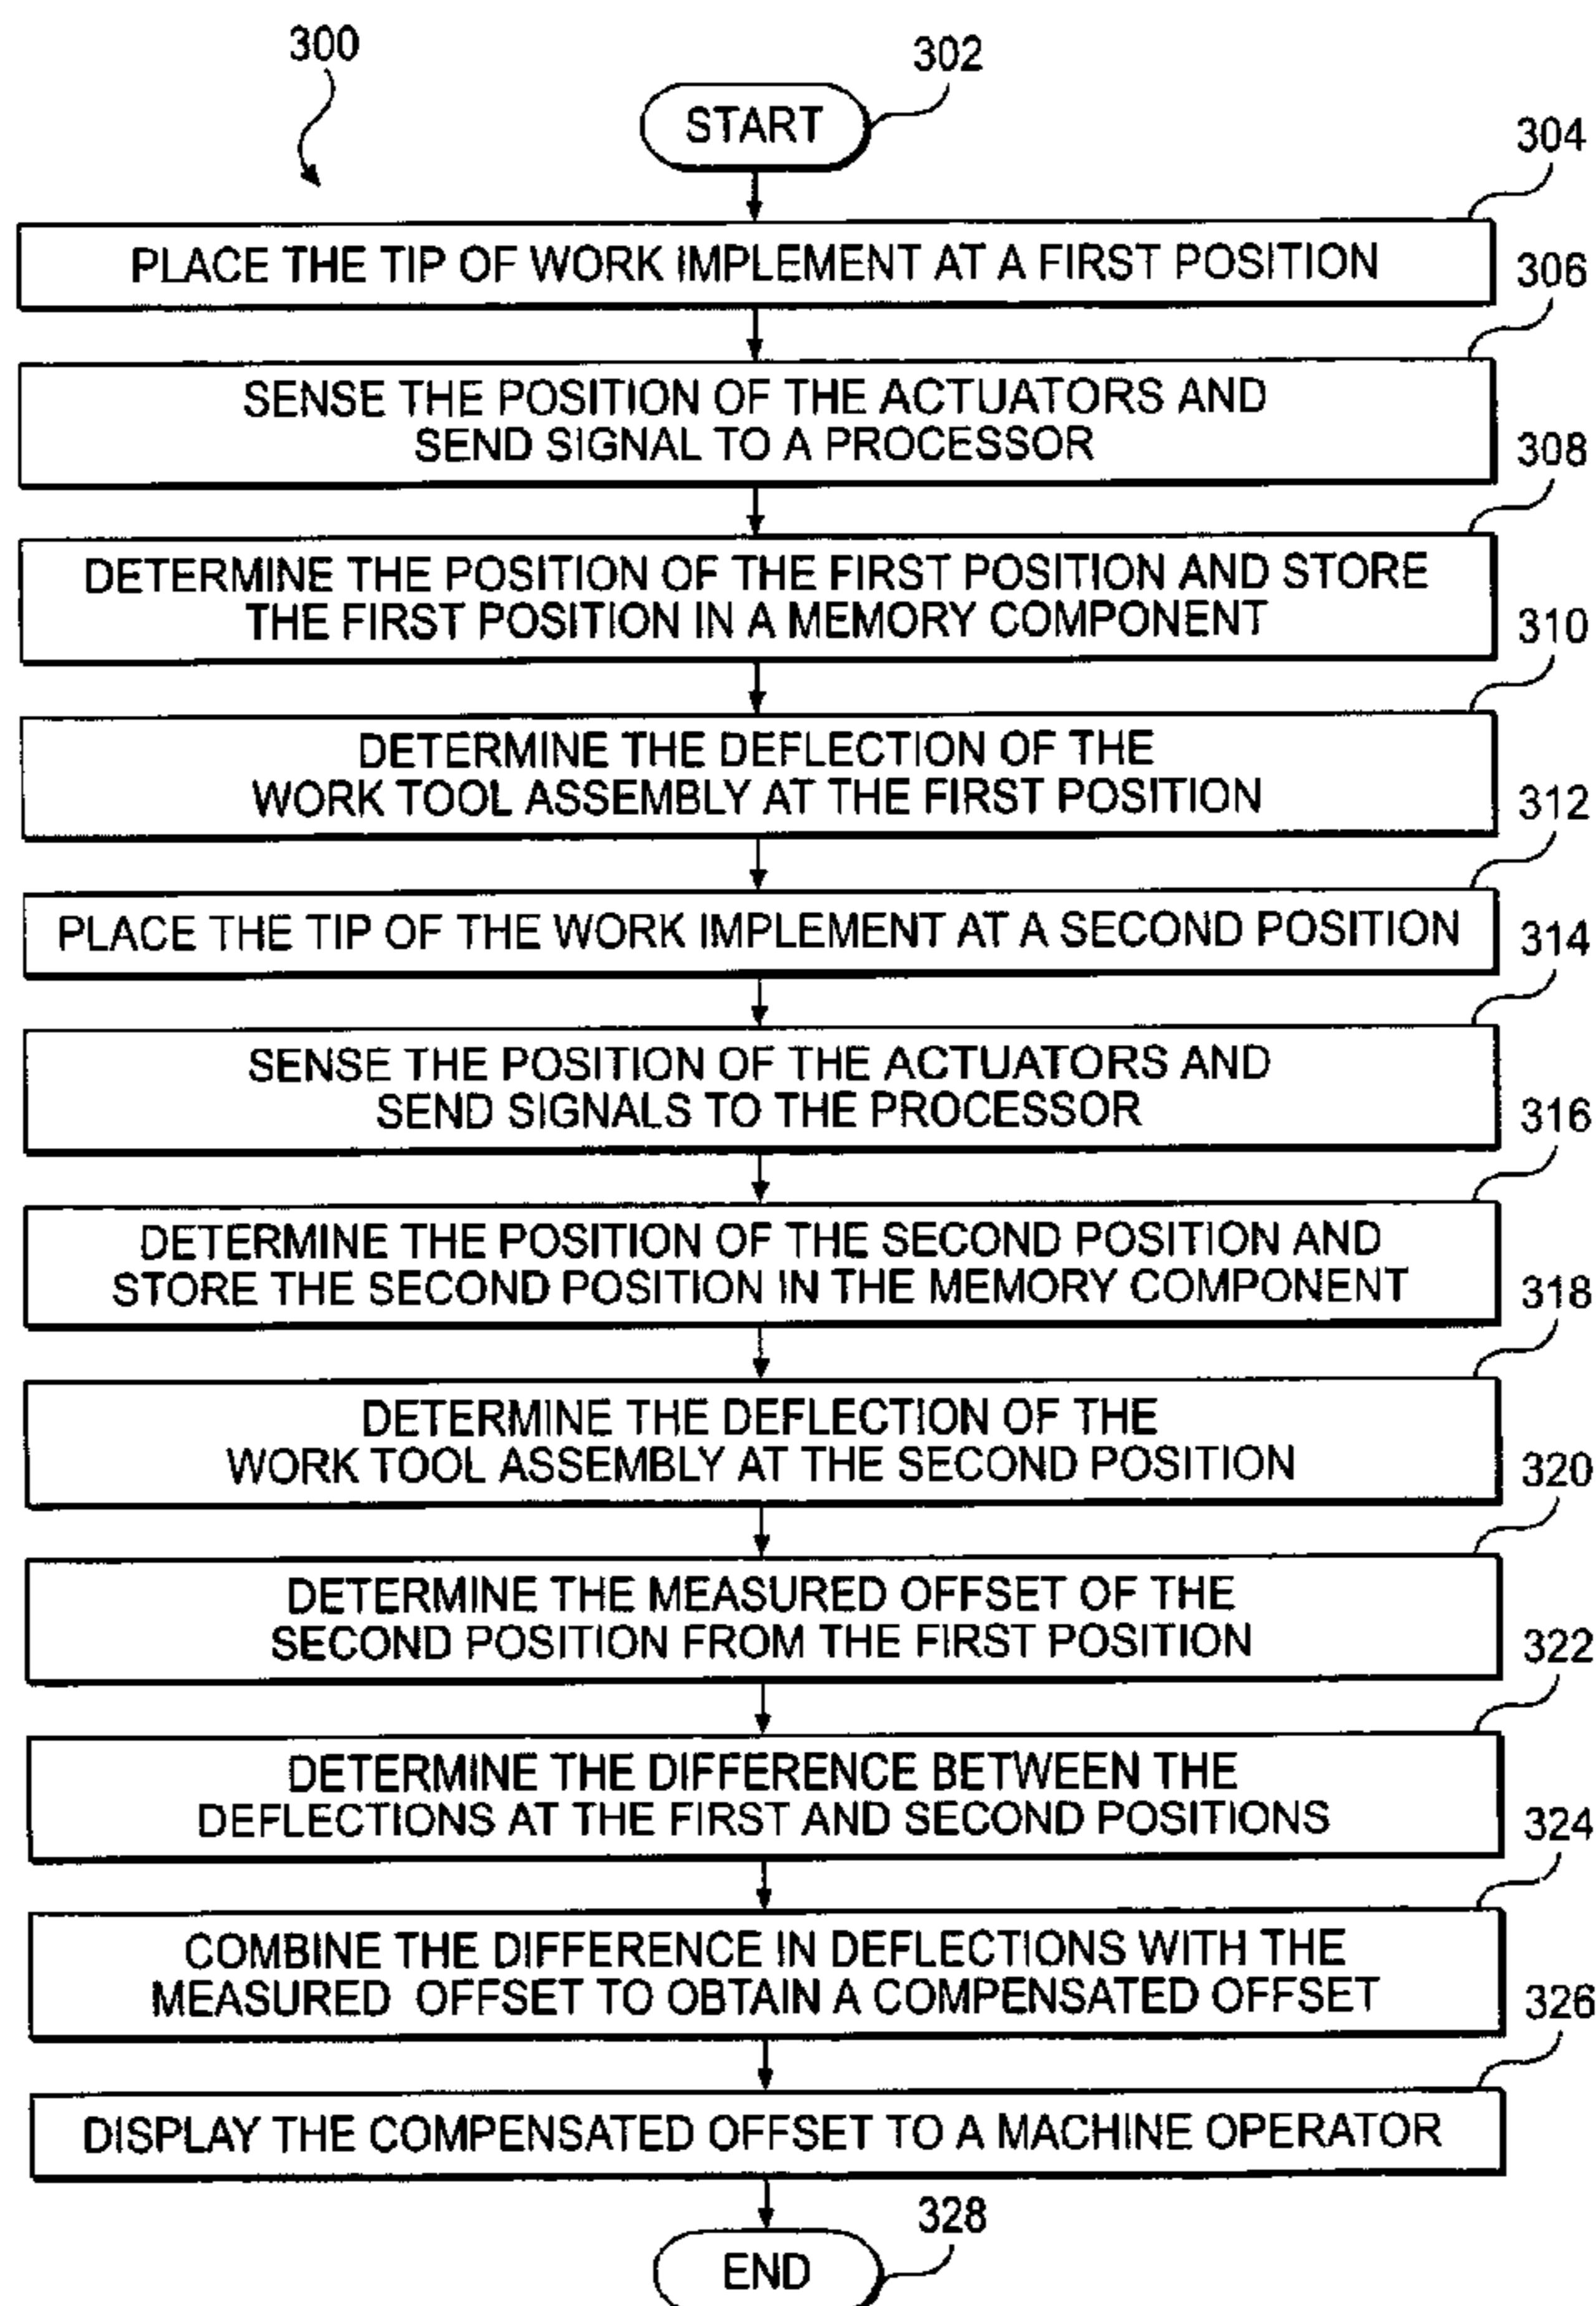 300
302
START
304
PLACE THE TIP OF WORK IMPLEMENT AT A FIRST POSITION
306
SENSE THE POSITION OF THE ACTUATORS AND
SEND SIGNAL TO A PROCESSOR
308
DETERMINE THE POSITION OF THE FIRST POSITION AND STORE
THE FIRST POSITION IN A MEMORY COMPONENT
310
DETERMINE THE DEFLECTION OF THE
WORK TOOL ASSEMBLY AT THE FIRST POSITION
312
PLACE THE TIP OF THE WORK IMPLEMENT AT A SECOND POSITION
314
SENSE THE POSITION OF THE ACTUATORS AND
SEND SIGNALS TO THE PROCESSOR
316
DETERMINE THE POSITION OF THE SECOND POSITION AND
STORE THE SECOND POSITION IN THE MEMORY COMPONENT
318
DETERMINE THE DEFLECTION OF THE
WORK TOOL ASSEMBLY AT THE SECOND POSITION
320
DETERMINE THE MEASURED OFFSET OF THE
SECOND POSITION FROM THE FIRST POSITION
322
DETERMINE THE DIFFERENCE BETWEEN THE
DEFLECTIONS AT THE FIRST AND SECOND POSITIONS
324
COMBINE THE DIFFERENCE IN DEFLECTIONS WITH THE
MEASURED OFFSET TO OBTAIN A COMPENSATED OFFSET
326
DISPLAY THE COMPENSATED OFFSET TO A MACHINE OPERATOR
328
END